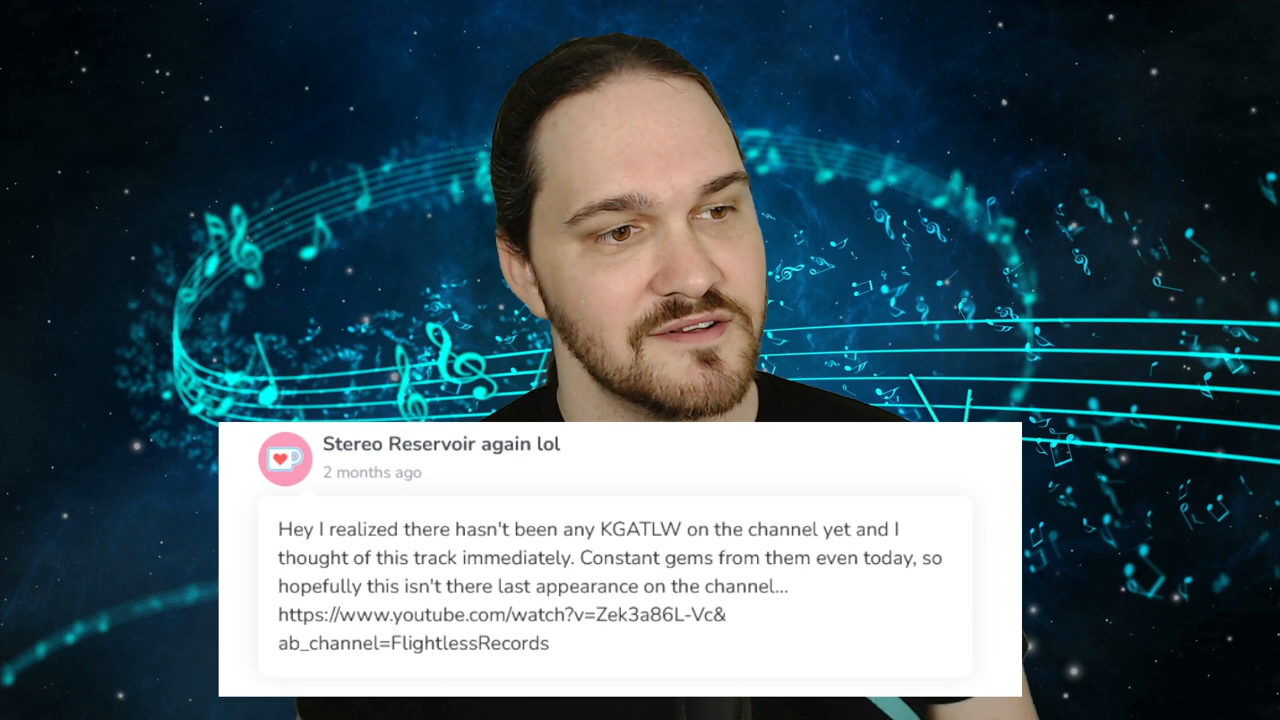 Stereo Reservoir again lol
2 months ago
Hey I realized there hasn't been any KGATLW on the channel yet and I
thought of this track immediately. Constant gems from them even today, so
hopefully this isn't there last appearance on the channel...
https://www.youtube.com/watch?v=Zek3a86L-Vc&
ab_channel=FlightlessRecords